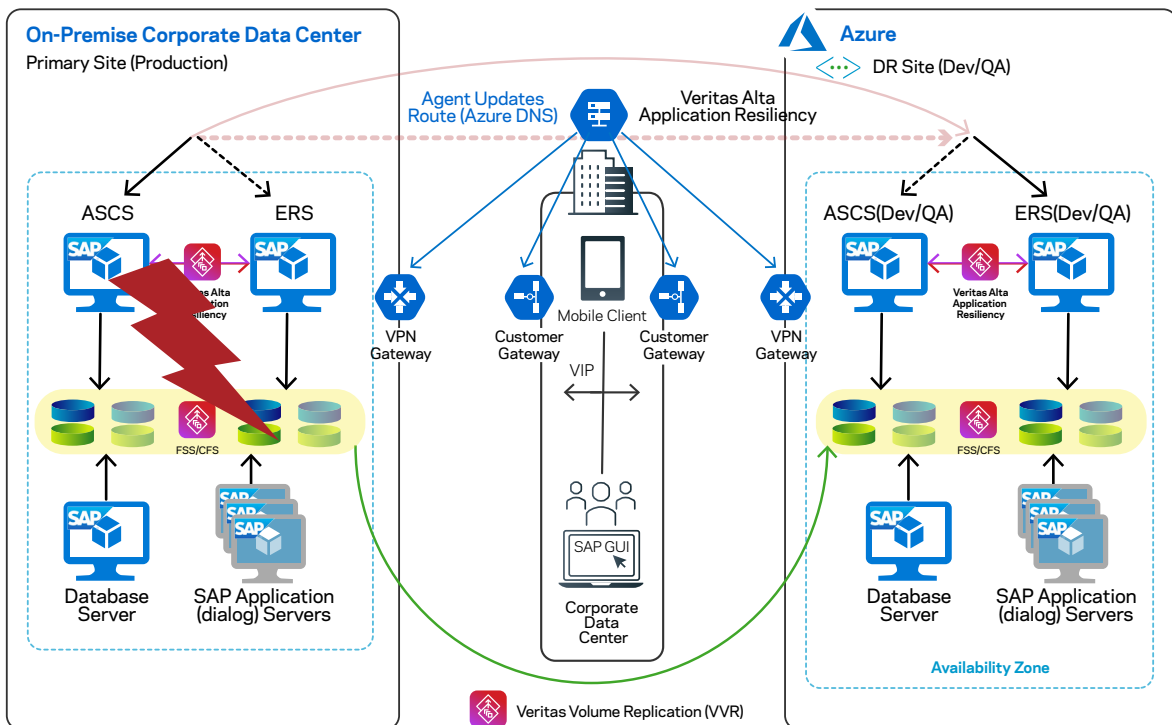 On-Premise Corporate Data Center
Primary Site (Production)
Azure
DR Site (Dev/QA)
Agent Updates
Route (Azure DNS)
Veritas Alta
Application Resiliency
ASCS
ERS
SAP
SAP
Alta
Resiliency
VPN
Gateway
Customer
Gateway
Mobile Client
Customer
Gateway
VPN
Gateway
VIP
ASCS(Dev/QA)
ERS(Dev/QA)
SAP
SAP
Veritas Alta
Application
Resiliency
FSS/CFS
FSS/CFS
SAP
SAP
SAP
SAP
Database
Server
SAP Application
(dialog) Servers
SAP GUI
Corporate
Data
Center
SAP
SAP
SAP
SAP
Database
Server
SAP Application
(dialog) Servers
Availability Zone
Veritas Volume Replication (VVR)